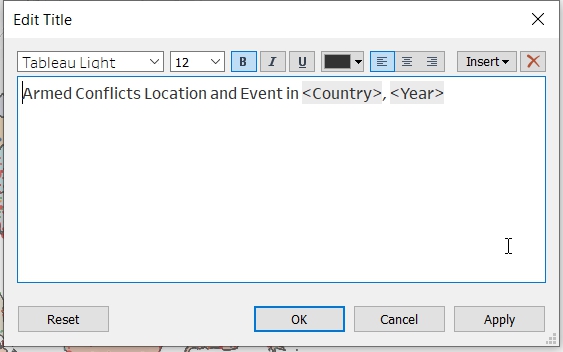 Edit Title
Tableau Light 12 B I U Insert
Armed Conflicts Location and Event in <Country>, <Year>
Reset OK Cancel Apply